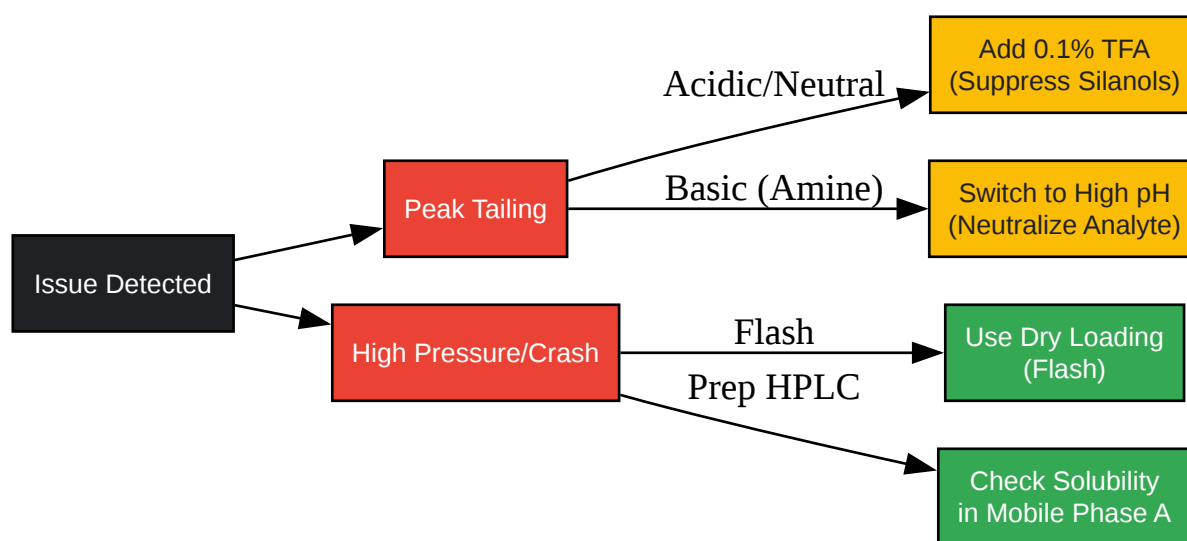 Issue Detected
Peak Tailing
High Pressure/Crash
Acidic/Neutral
Basic (Amine)
Flash
Prep HPLC
Add 0.1% TFA
(Suppress Silanols)
Switch to High pH
(Neutralize Analyte)
Use Dry Loading
(Flash)
Check Solubility
in Mobile Phase A